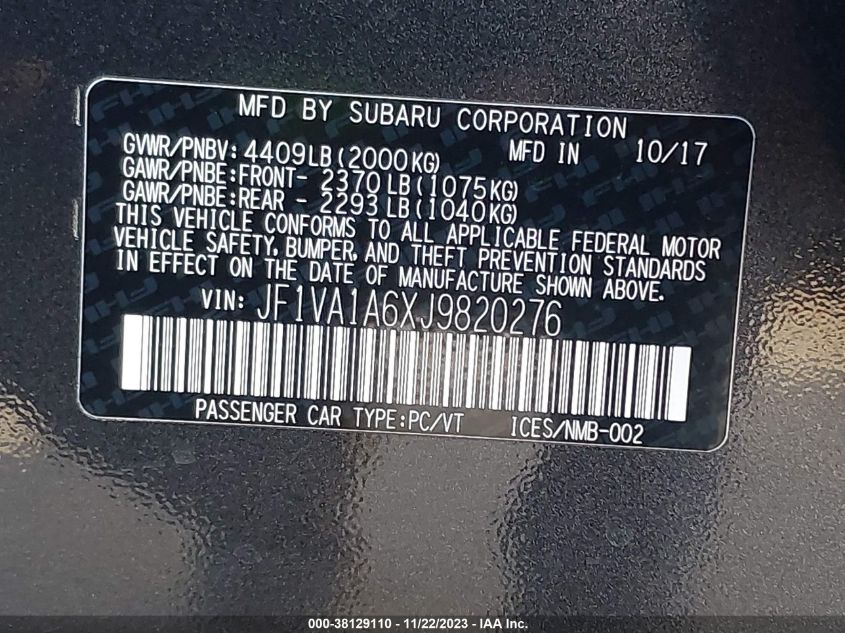 MFD BY SUBARU CORPORATION
GVWR/PNBV: 4409LB(2000KG) MFD IN 10/17
GAWR/PNBE:FRONT- 2370LB(1075KG)
GAWR/PNBE:REAR - 2293LB(1040KG)
THIS VEHICLE CONFORMS TO ALL APPLICABLE FEDERAL MOTOR
VEHICLE SAFETY, BUMPER, AND THEFT PREVENTION STANDARDS
IN EFFECT ON THE DATE OF MANUFACTURE SHOWN ABOVE.
VIN: JF1VA1A6XJ9820276
PASSENGER CAR TYPE:PC/VT ICES/NMB-002
000-38129110 - 11/22/2023 - IAA Inc.